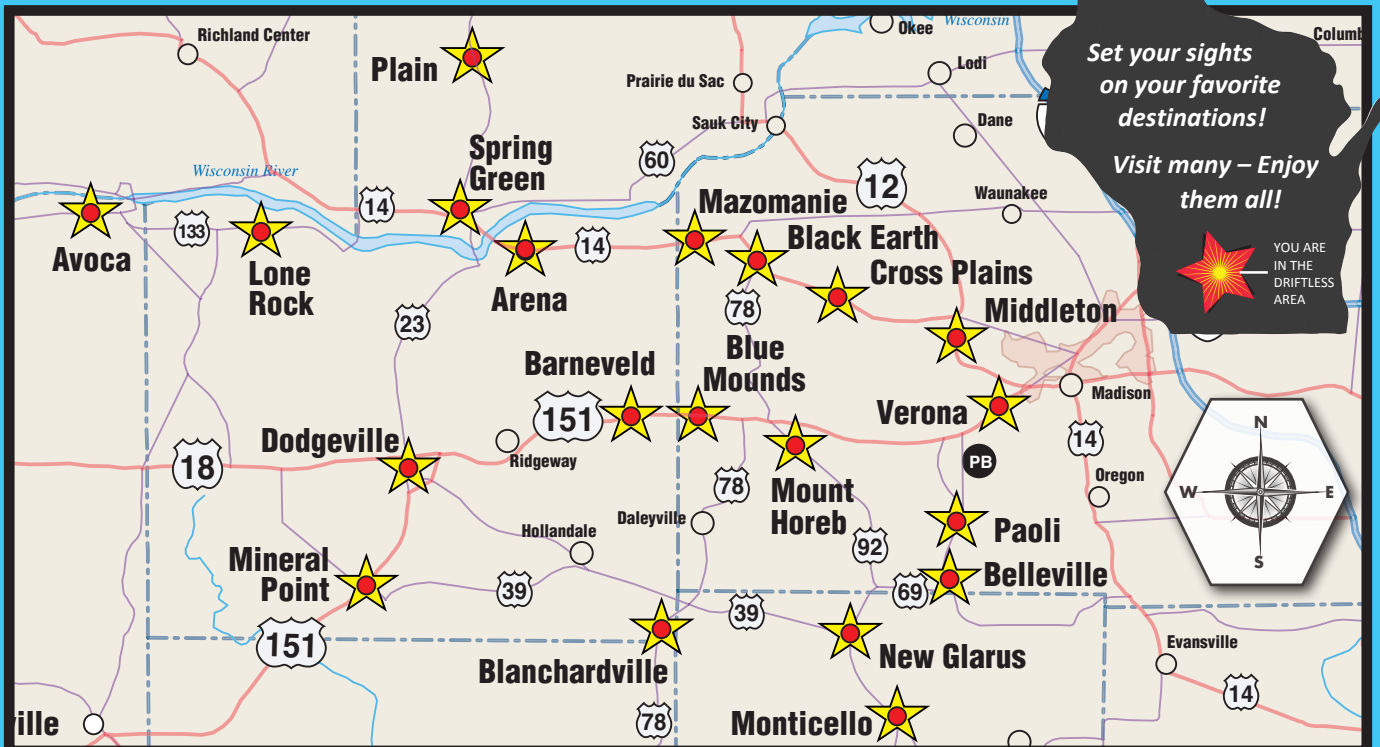 Richland Center
Plain
Okee
Wisconsin
Lodi
Prairie du Sac
Sauk City
Dane
Set your sights
on your favorite
destinations!
Visit many – Enjoy
them all!
YOU ARE
IN THE
DRIFTLESS
AREA
Spring
Green
60
12
Waunakee
Wisconsin River
14
133
Avoca
Lone
Rock
Arena
14
Mazomanie
Black Earth
Cross Plains
Middleton
78
23
Barneveld
151
Blue
Mounds
Verona
Madison
14
Oregon
N
W
E
S
Dodgeville
18
Ridgeway
PB
78
Mount
Horeb
Daleyville
Hollandale
92
Paoli
Mineral
Point
39
39
69
Belleville
151
Blanchardville
New Glarus
Evansville
14
ville
78
Monticello